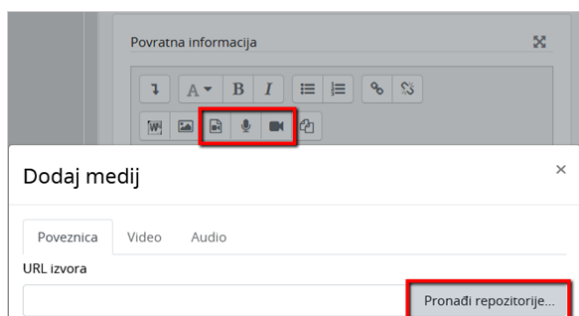 Povratna informacija
A B I
W
Dodaj medij
×
Poveznica Video Audio
URL izvora
Pronađi repozitorije...